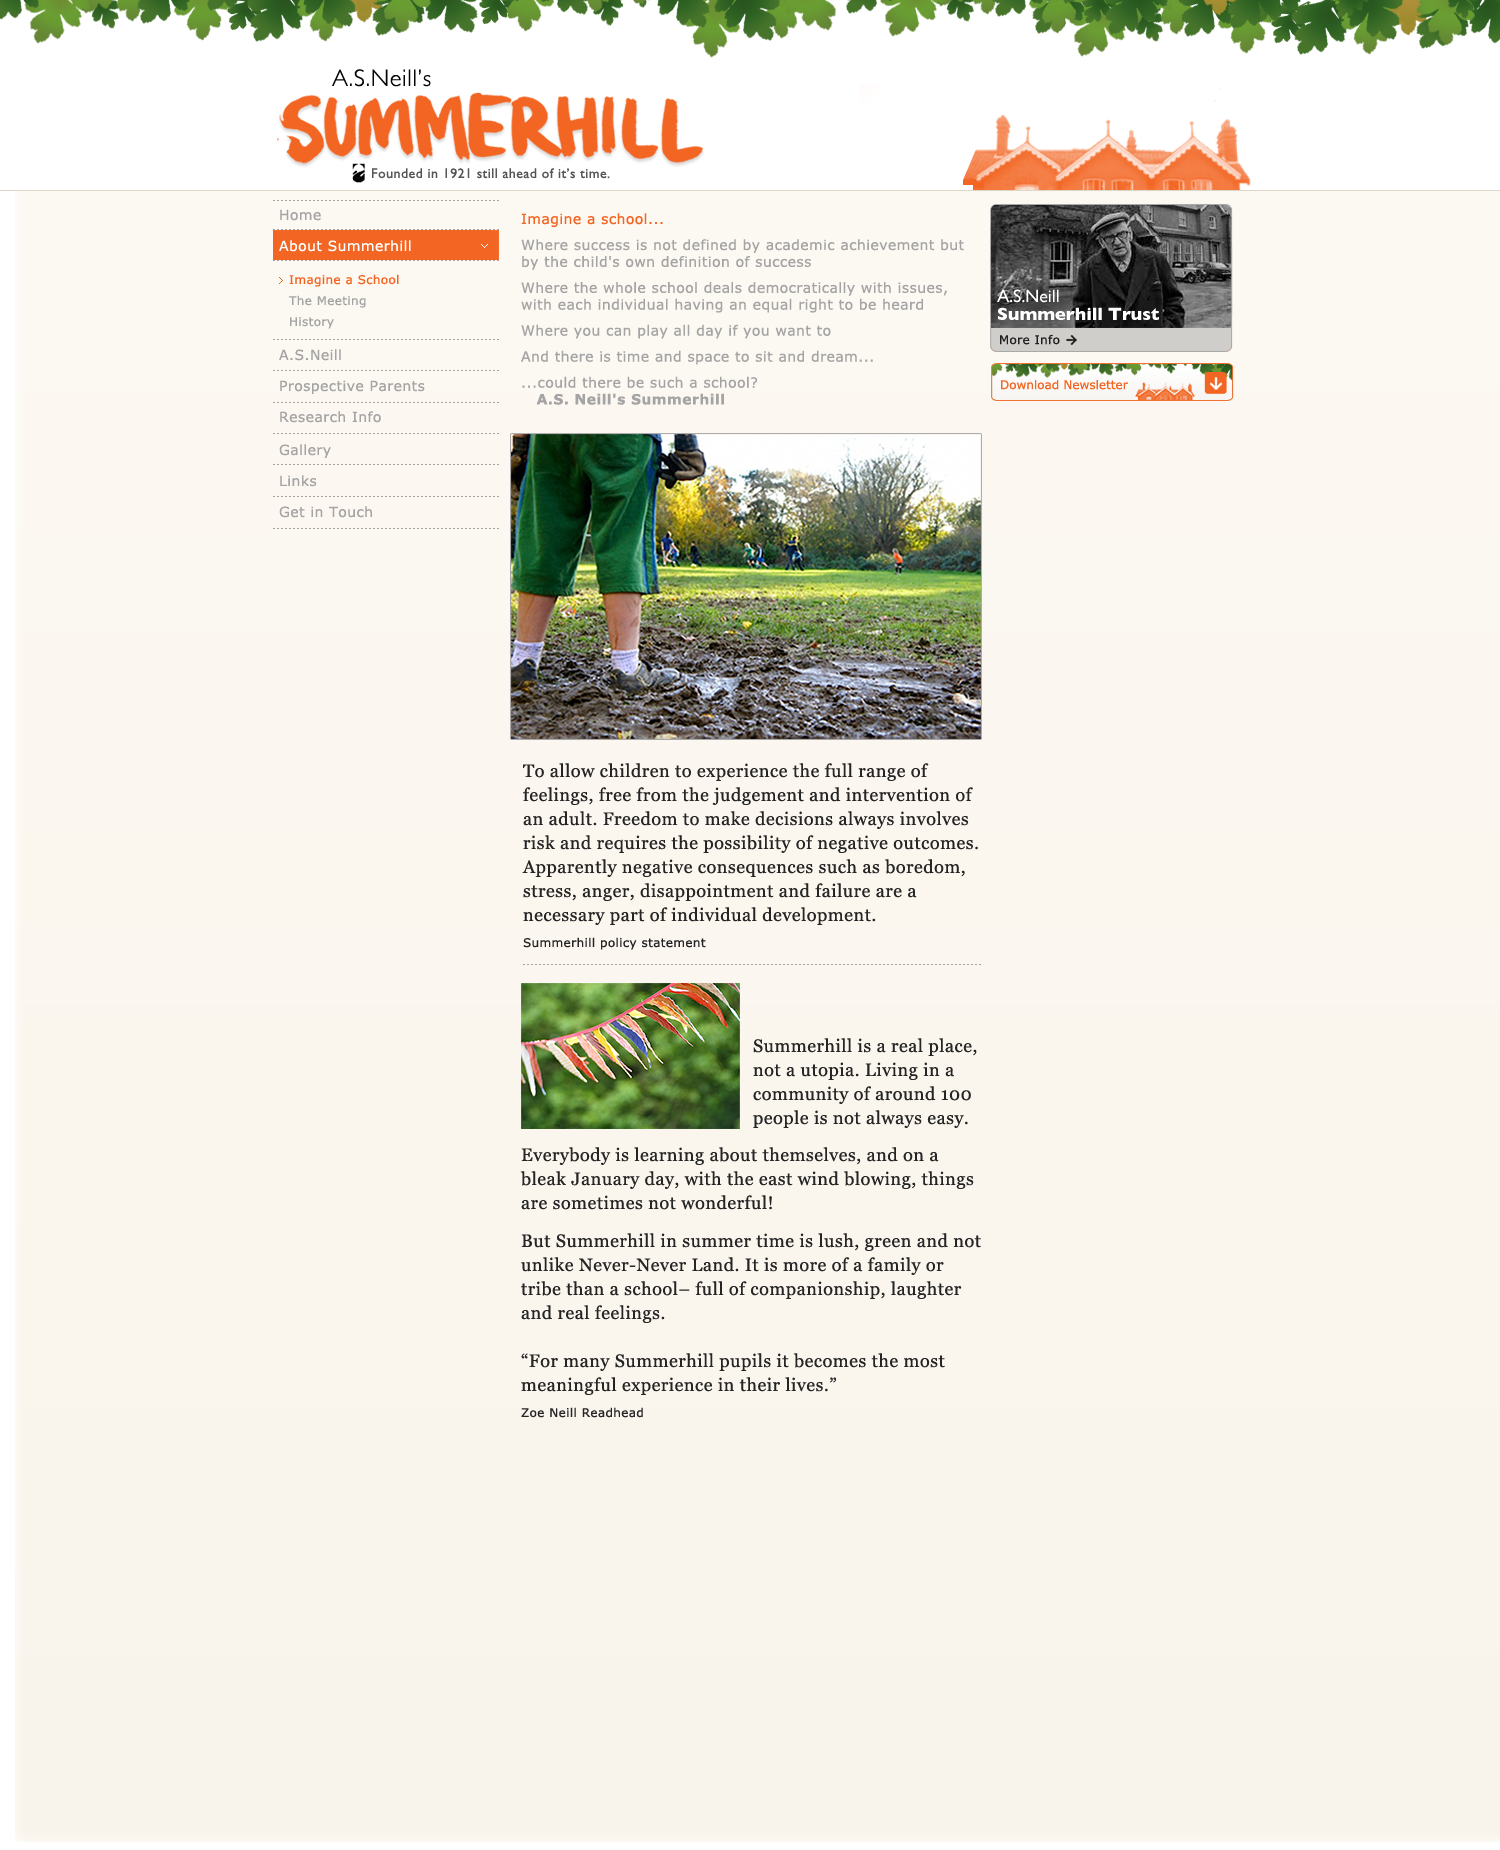 A.S.Neill's
SUMMERHILL
Founded in 1921 still ahead of it's time.
Home
About Summerhill
Imagine a School
The Meeting
History
A.S.Neill
Prospective Parents
Research Info
Gallery
Links
Get in Touch
Imagine a school...
Where success is not defined by academic achievement but
by the child's own definition of success
Where the whole school deals democratically with issues,
with each individual having an equal right to be heard
Where you can play all day if you want to
And there is time and space to sit and dream...
...could there be such a school?
A.S. Neill's Summerhill
To allow children to experience the full range of
feelings, free from the judgement and intervention of
an adult. Freedom to make decisions always involves
risk and requires the possibility of negative outcomes.
Apparently negative consequences such as boredom,
stress, anger, disappointment and failure are a
necessary part of individual development.
Summerhill policy statement
Summerhill is a real place,
not a utopia. Living in a
community of around 100
people is not always easy.
Everybody is learning about themselves, and on a
bleak January day, with the east wind blowing, things
are sometimes not wonderful!
But Summerhill in summer time is lush, green and not
unlike Never-Never Land. It is more of a family or
tribe than a school– full of companionship, laughter
and real feelings.
“For many Summerhill pupils it becomes the most
meaningful experience in their lives.”
Zoe Neill Readhead
A.S.Neill
Summerhill Trust
More Info →
Download Newsletter